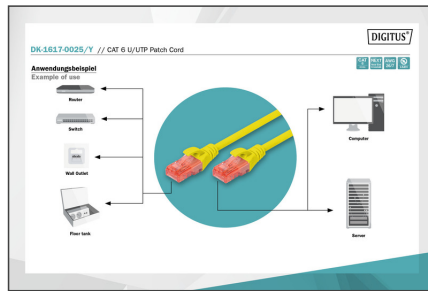 DIGITUS®
DK-1617-0025/Y // CAT 6 U/UTP Patch Cord
Anwendungsbeispiel
Example of use
Router
Switch
Wall Outlet
Floor tank
Computer
Server